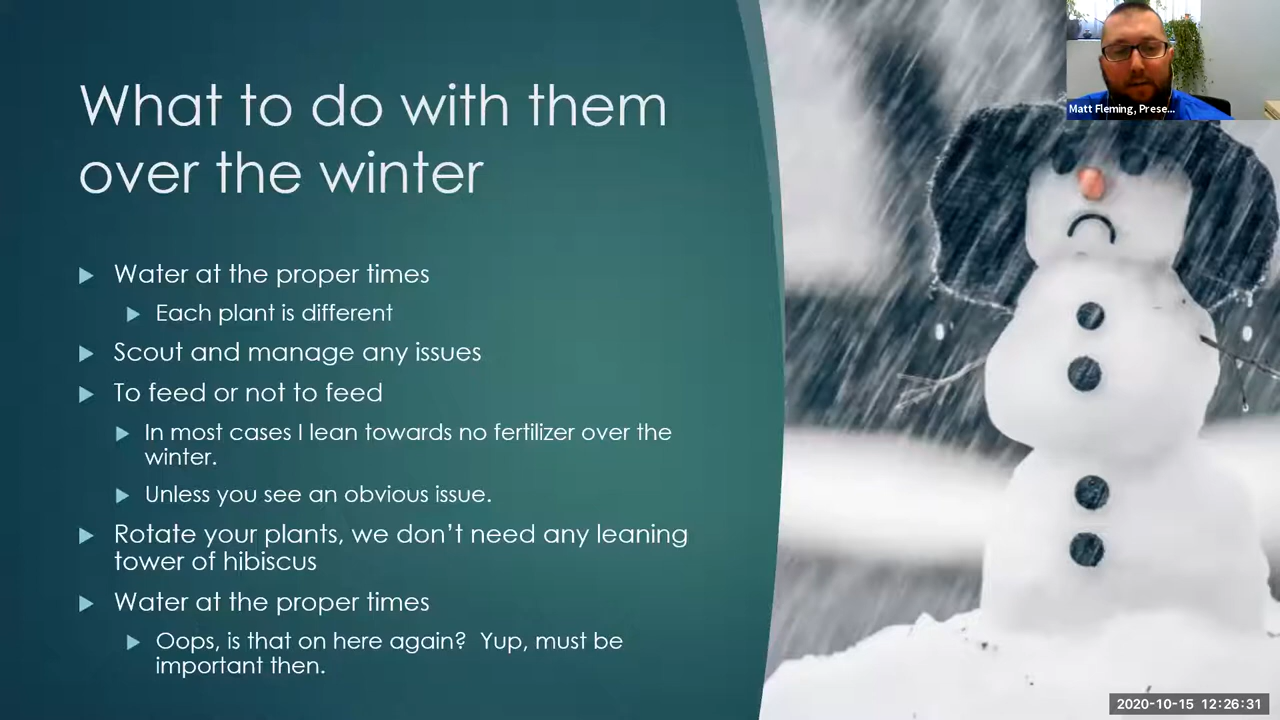 What to do with them
over the winter
Water at the proper times
Each plant is different
Scout and manage any issues
To feed or not to feed
In most cases I lean towards no fertilizer over the
winter.
Unless you see an obvious issue.
Rotate your plants, we don’t need any leaning
tower of hibiscus
Water at the proper times
Oops, is that on here again?  Yup, must be
important then.
Matt Fleming, Prese...
2020-10-15 12:26:31